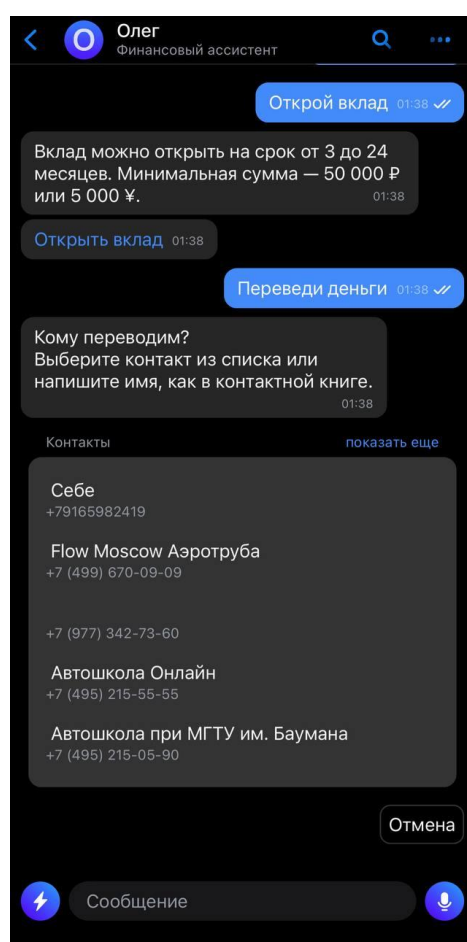 Олег
Финансовый ассистент
Открой вклад 01:38
Вклад можно открыть на срок от 3 до 24
месяцев. Минимальная сумма — 50 000 ₽
или 5 000 ¥. 01:38
Открыть вклад 01:38
Переведи деньги 01:38
Кому переводим?
Выберите контакт из списка или
напишите имя, как в контактной книге.
01:38
Контакты показать еще
Себе
+79165982419
Flow Moscow Аэротруба
+7 (499) 670-09-09
+7 (977) 342-73-60
Автошкола Онлайн
+7 (495) 215-55-55
Автошкола при МГТУ им. Баумана
+7 (495) 215-05-90
Отмена
Сообщение